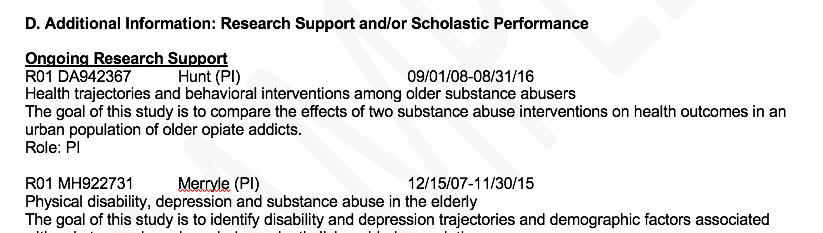 D. Additional Information: Research Support and/or Scholastic Performance
Ongoing Research Support
R01 DA942367 Hunt (PI) 09/01/08-08/31/16
Health trajectories and behavioral interventions among older substance abusers
The goal of this study is to compare the effects of two substance abuse interventions on health outcomes in an
urban population of older opiate addicts.
Role: PI
R01 MH922731 Merryle (PI) 12/15/07-11/30/15
Physical disability, depression and substance abuse in the elderly
The goal of this study is to identify disability and depression trajectories and demographic factors associated